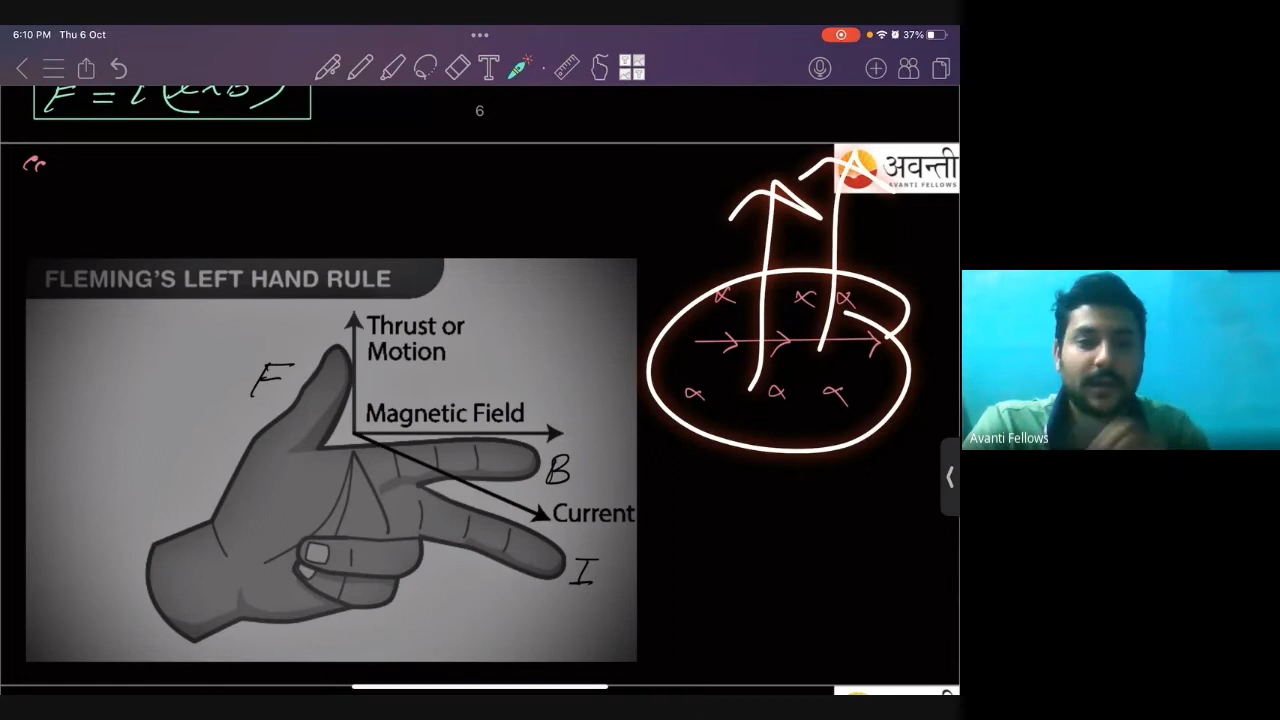 6:10 PM Thu 6 Oct
37%
6
अवन्ती
AVANTI FELLOWS
FLEMING'S LEFT HAND RULE
Thrust or
Motion
F
Magnetic Field
B
Current
I
Avanti Fellows